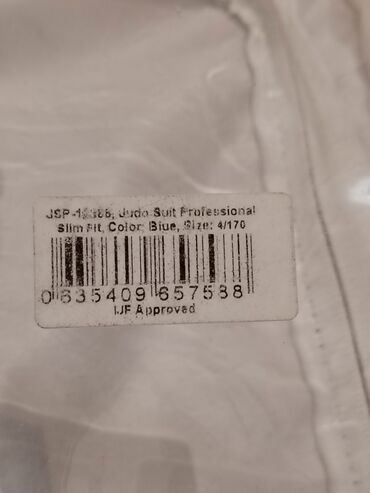 Judo Suit Professional
Slim Fit, Color: Blue, Size: 4/170
0 635409 657588
IJF Approved